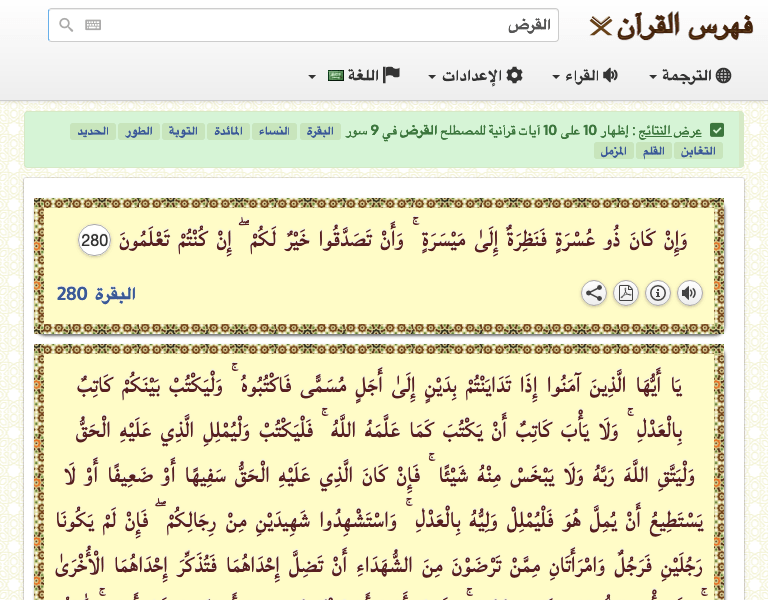 فهرس القرآن
القرض
الترجمة القراء الإعدادات اللغة
عرض النتائج : إظهار 10 على 10 آيات قرآنية للمصطلح القرض في 9 سور البقرة النساء المائدة التوبة الطور الحديد
التغابن القلم المزمل
وَإِنْ كَانَ ذُو عُسْرَةٍ فَنَظِرَةٌ إِلَىٰ مَيْسَرَةٍ ۚ وَأَنْ تَصَدَّقُوا خَيْرٌ لَكُمْ ۖ إِنْ كُنْتُمْ تَعْلَمُونَ 280
البقرة 280
يَا أَيُّهَا الَّذِينَ آمَنُوا إِذَا تَدَايَنْتُمْ بِدَيْنٍ إِلَىٰ أَجَلٍ مُسَمًّى فَاكْتُبُوهُ ۚ وَلْيَكْتُبْ بَيْنَكُمْ كَاتِبٌ
بِالْعَدْلِ ۚ وَلَا يَأْبَ كَاتِبٌ أَنْ يَكْتُبَ كَمَا عَلَّمَهُ اللَّهُ ۚ فَلْيَكْتُبْ وَلْيُمْلِلِ الَّذِي عَلَيْهِ الْحَقُّ
وَلْيَتَّقِ اللَّهَ رَبَّهُ وَلَا يَبْخَسْ مِنْهُ شَيْئًا ۚ فَإِنْ كَانَ الَّذِي عَلَيْهِ الْحَقُّ سَفِيهًا أَوْ ضَعِيفًا أَوْ لَا
يَسْتَطِيعُ أَنْ يُمِلَّ هُوَ فَلْيُمْلِلْ وَلِيُّهُ بِالْعَدْلِ ۚ وَاسْتَشْهِدُوا شَهِيدَيْنِ مِنْ رِجَالِكُمْ ۖ فَإِنْ لَمْ يَكُونَا
رَجُلَيْنِ فَرَجُلٌ وَامْرَأَتَانِ مِمَّنْ تَرْضَوْنَ مِنَ الشُّهَدَاءِ أَنْ تَضِلَّ إِحْدَاهُمَا فَتُذَكِّرَ إِحْدَاهُمَا الْأُخْرَىٰ